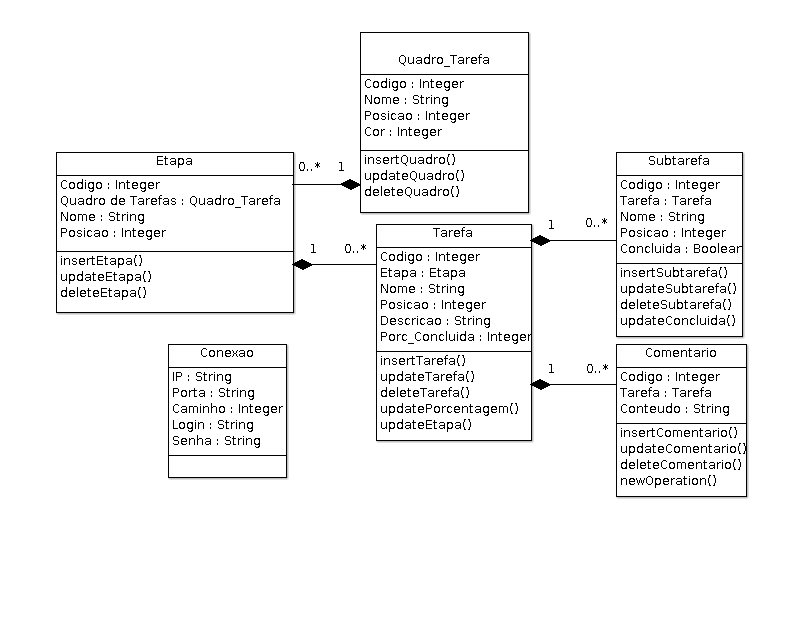 Quadro_Tarefa
Codigo : Integer
Nome : String
Posicao : Integer
Cor : Integer
insertQuadro()
updateQuadro()
deleteQuadro()
Etapa
Codigo : Integer
Quadro de Tarefas : Quadro_Tarefa
Nome : String
Posicao : Integer
insertEtapa()
updateEtapa()
deleteEtapa()
0..* 1
1 0..*
Tarefa
Codigo : Integer
Etapa : Etapa
Nome : String
Posicao : Integer
Descricao : String
Porc_Concluida : Integer
insertTarefa()
updateTarefa()
deleteTarefa()
updatePorcentagem()
updateEtapa()
1 0..*
Subtarefa
Codigo : Integer
Tarefa : Tarefa
Nome : String
Posicao : Integer
Concluida : Boolean
insertSubtarefa()
updateSubtarefa()
deleteSubtarefa()
updateConcluida()
Conexao
IP : String
Porta : String
Caminho : Integer
Login : String
Senha : String
1 0..*
Comentario
Codigo : Integer
Tarefa : Tarefa
Conteudo : String
insertComentario()
updateComentario()
deleteComentario()
newOperation()